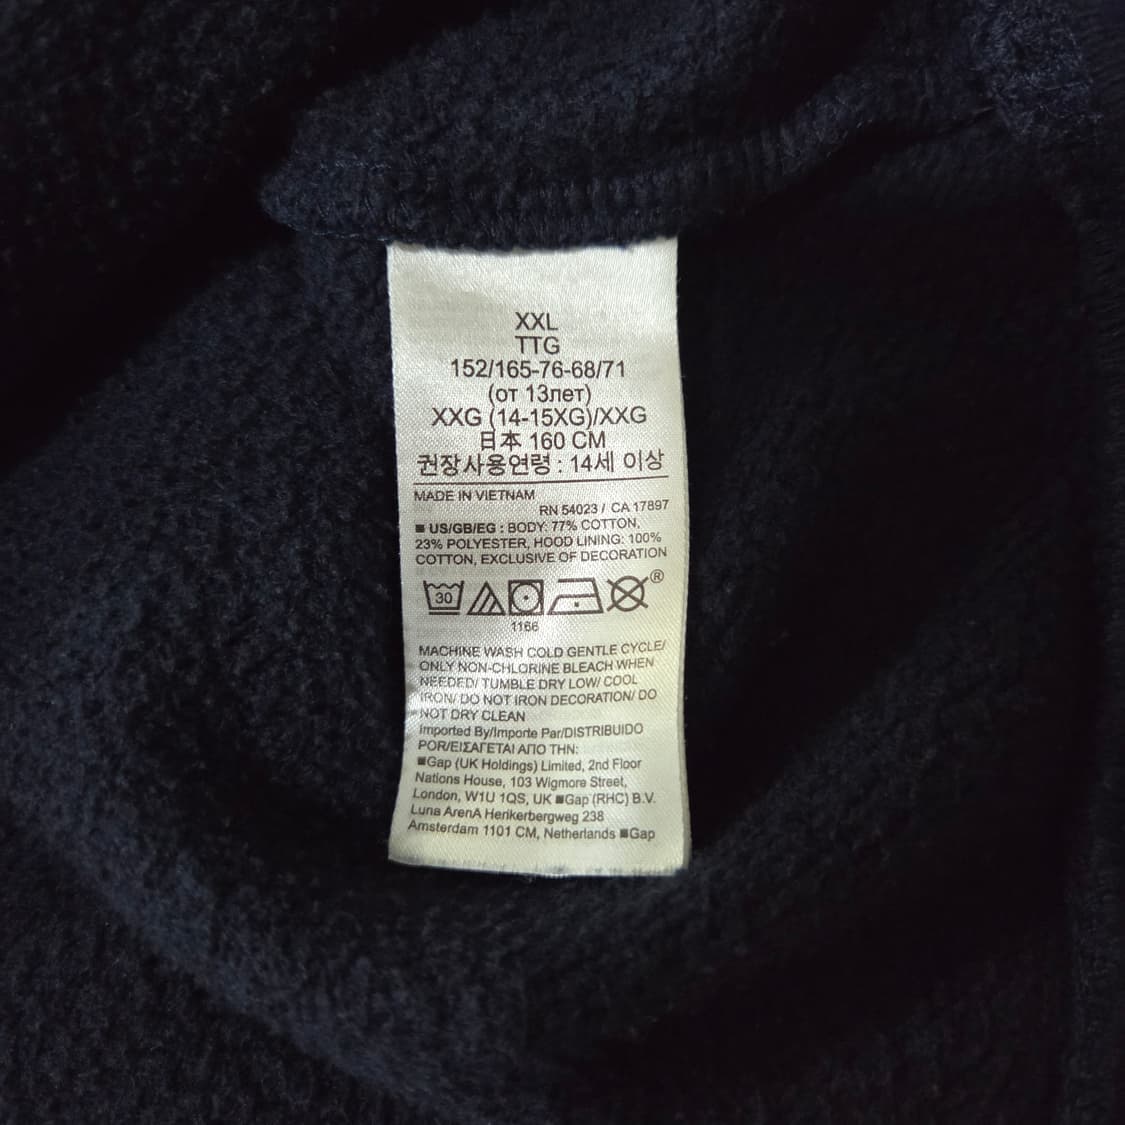 XXL
TTG
152/165-76-68/71
(от 13лет)
XXG (14-15XG)/XXG
日本 160 CM
권장사용연령 : 14세 이상
MADE IN VIETNAM
RN 54023 / CA 17897
■ US/GB/EG : BODY: 77% COTTON,
23% POLYESTER, HOOD LINING: 100%
COTTON, EXCLUSIVE OF DECORATION
30
®
1166
MACHINE WASH COLD GENTLE CYCLE/
ONLY NON-CHLORINE BLEACH WHEN
NEEDED/ TUMBLE DRY LOW/ COOL
IRON/ DO NOT IRON DECORATION/ DO
NOT DRY CLEAN
Imported By/Importe Par/DISTRIBUIDO
POR/ΕΙΣΑΓΕΤΑΙ ΑΠΟ ΤΗΝ:
■Gap (UK Holdings) Limited, 2nd Floor
Nations House, 103 Wigmore Street,
London, W1U 1QS, UK ■Gap (RHC) B.V.
Luna ArenA Herikerbergweg 238
Amsterdam 1101 CM, Netherlands ■Gap